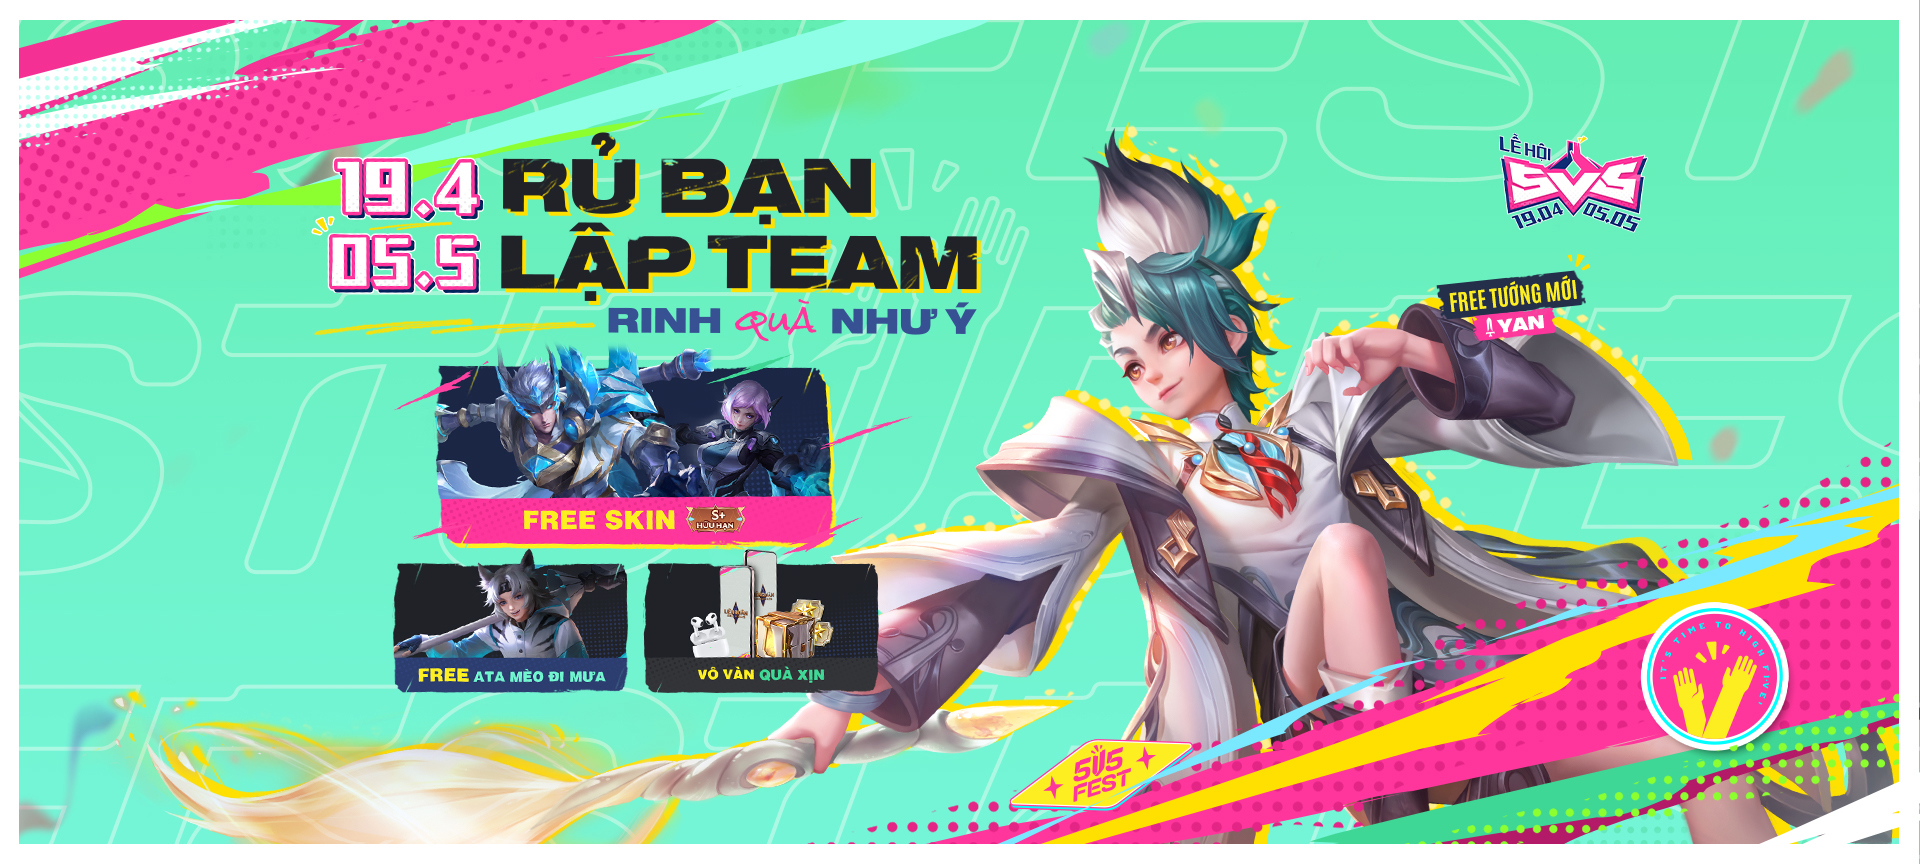 19.4 RỦ BẠN
05.5 LẬP TEAM
RINH QUÀ NHƯ Ý
LỄ HỘI
5V5
19.04 05.05
FREE TƯỚNG MỚI
YAN
FREE SKIN S+ HỮU HẠN
FREE ATA MÈO ĐI MƯA
VÔ VÀN QUÀ XỊN
5v5
FEST
IT'S TIME TO HIGH FIVE!